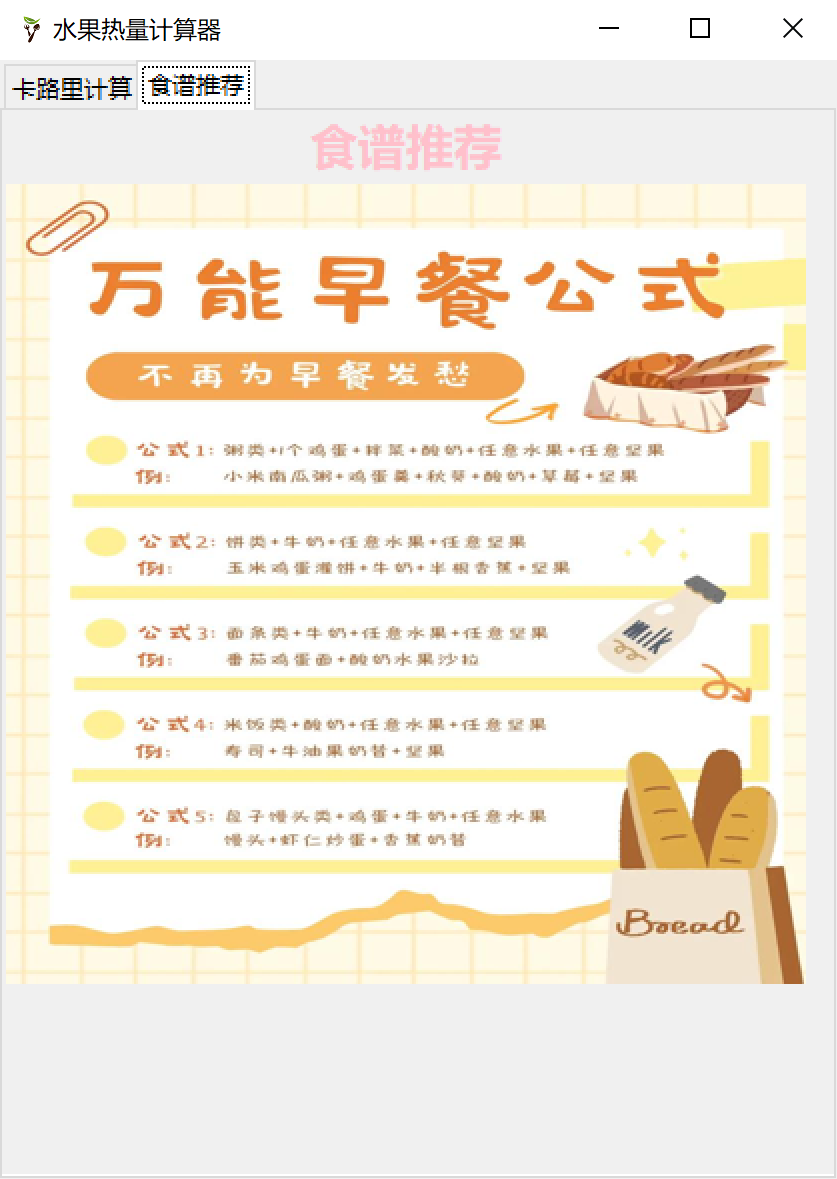 水果热量计算器
卡路里计算 食谱推荐
食谱推荐
万能早餐公式
不再为早餐发愁
公式1: 粥类+1个鸡蛋+拌菜+酸奶+任意水果+任意坚果
例: 小米南瓜粥+鸡蛋羹+秋葵+酸奶+草莓+坚果
公式2: 饼类+牛奶+任意水果+任意坚果
例: 玉米鸡蛋灌饼+牛奶+半根香蕉+坚果
公式3: 面条类+牛奶+任意水果+任意坚果
例: 番茄鸡蛋面+酸奶水果沙拉
Milk
公式4: 米饭类+酸奶+任意水果+任意坚果
例: 寿司+牛油果奶昔+坚果
公式5: 包子馒头类+鸡蛋+牛奶+任意水果
例: 馒头+虾仁炒蛋+香蕉奶昔
Bread